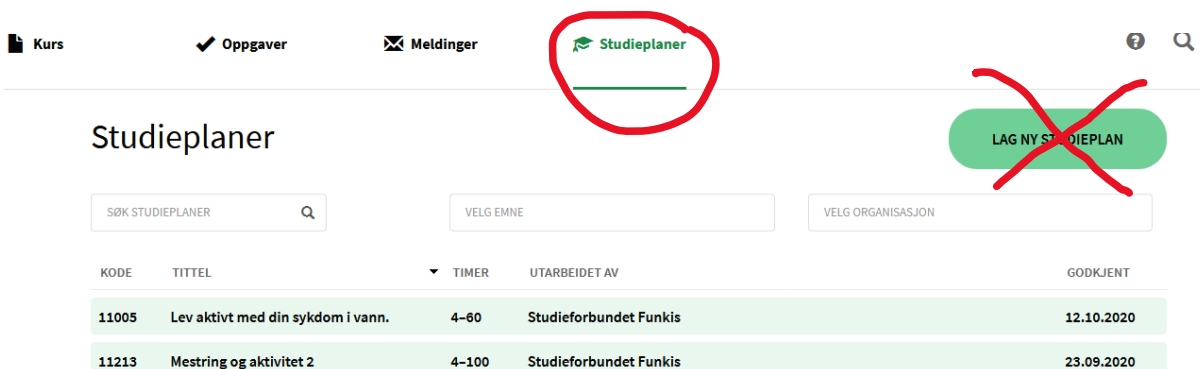 Kurs Oppgaver Meldinger Studieplaner ?
Studieplaner LAG NY STUDIEPLAN
SØK STUDIEPLANER VELG EMNE VELG ORGANISASJON
KODE TITTEL TIMER UTARBEIDET AV GODKJENT
11005 Lev aktivt med din sykdom i vann. 4–60 Studieforbundet Funkis 12.10.2020
11213 Mestring og aktivitet 2 4–100 Studieforbundet Funkis 23.09.2020